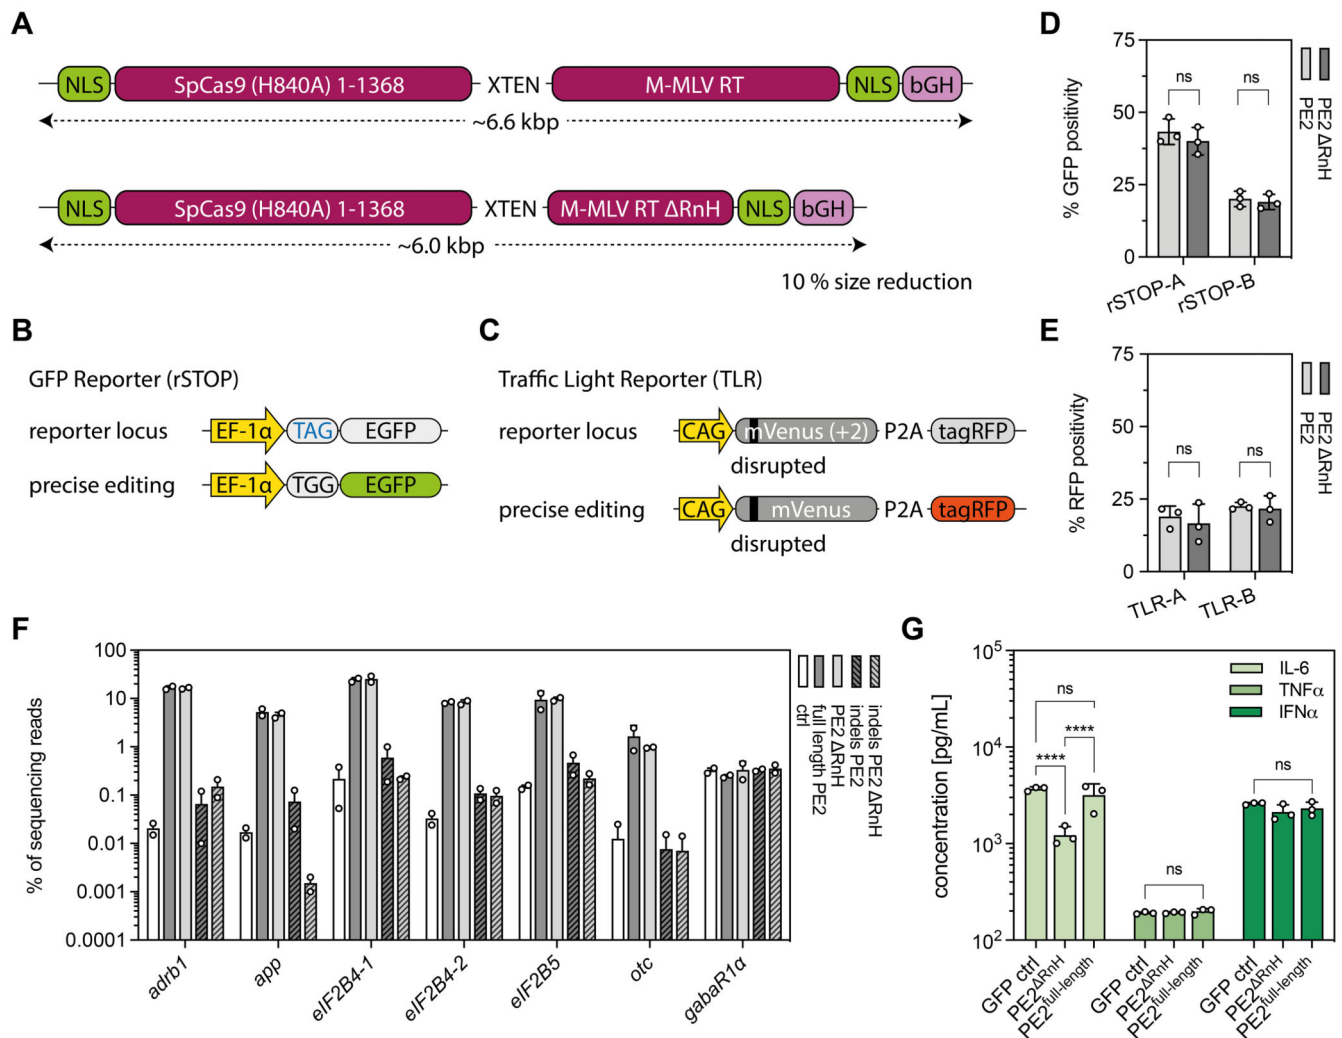 A
NLS SpCas9 (H840A) 1-1368 XTEN M-MLV RT NLS bGH
~6.6 kbp
NLS SpCas9 (H840A) 1-1368 XTEN M-MLV RT ΔRnH NLS bGH
~6.0 kbp
10 % size reduction
B
GFP Reporter (rSTOP)
reporter locus EF-1α TAG EGFP
precise editing EF-1α TGG EGFP
C
Traffic Light Reporter (TLR)
reporter locus CAG mVenus (+2) P2A tagRFP
disrupted
precise editing CAG mVenus P2A tagRFP
disrupted
D
% GFP positivity
75
50
25
0
ns
ns
rSTOP-A
rSTOP-B
PE2
PE2 ΔRnH
E
% RFP positivity
75
50
25
0
ns
ns
TLR-A
TLR-B
PE2
PE2 ΔRnH
F
% of sequencing reads
100
10
1
0.1
0.01
0.001
0.0001
adrb1
app
eIF2B4-1
eIF2B4-2
eIF2B5
otc
gabaR1α
ctrl
full length PE2
PE2 ΔRnH
indels PE2
indels PE2 ΔRnH
G
concentration [pg/mL]
10⁵
10⁴
10³
10²
IL-6
TNFα
IFNα
ns
****
****
ns
ns
GFP ctrl
PE2ΔRnH
PE2full-length
GFP ctrl
PE2ΔRnH
PE2full-length
GFP ctrl
PE2ΔRnH
PE2full-length